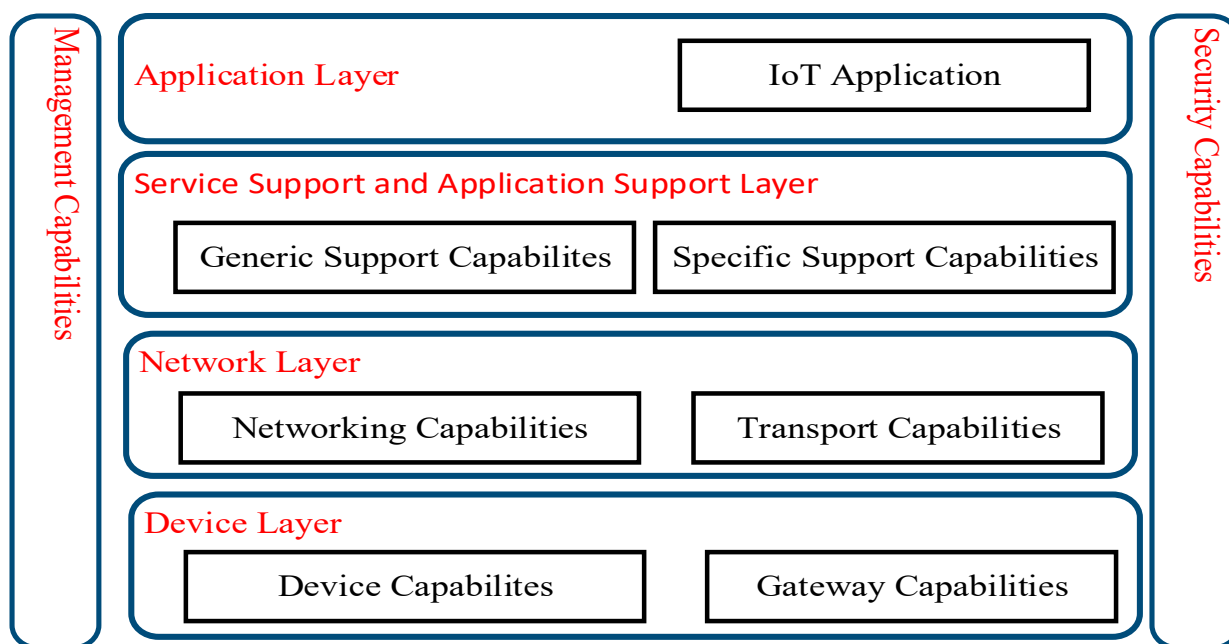 Management Capabilities
Application Layer
IoT Application
Service Support and Application Support Layer
Generic Support Capabilites
Specific Support Capabilities
Network Layer
Networking Capabilities
Transport Capabilities
Device Layer
Device Capabilites
Gateway Capabilities
Security Capabilities